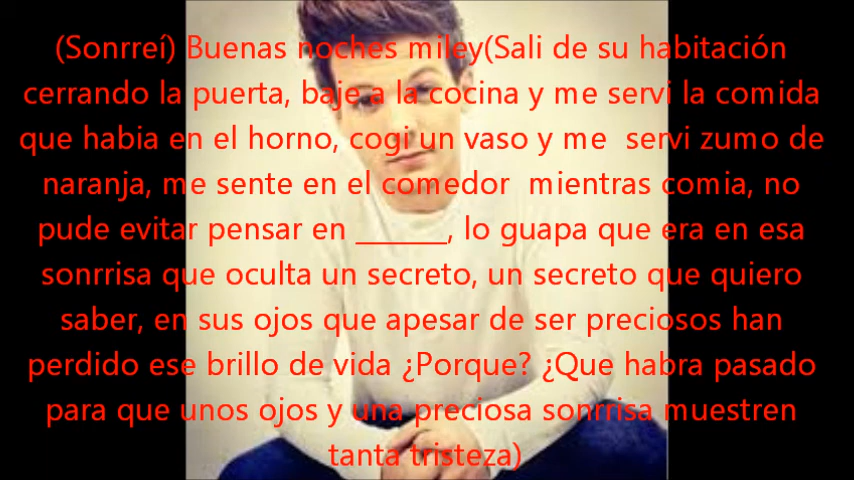 (Sonrreí) Buenas noches miley(Sali de su habitación
cerrando la puerta, baje a la cocina y me servi la comida
que habia en el horno, cogi un vaso y me  servi zumo de
naranja, me sente en el comedor  mientras comia, no
pude evitar pensar en _______, lo guapa que era en esa
sonrrisa que oculta un secreto, un secreto que quiero
saber, en sus ojos que apesar de ser preciosos han
perdido ese brillo de vida ¿Porque? ¿Que habra pasado
para que unos ojos y una preciosa sonrrisa muestren
tanta tristeza)